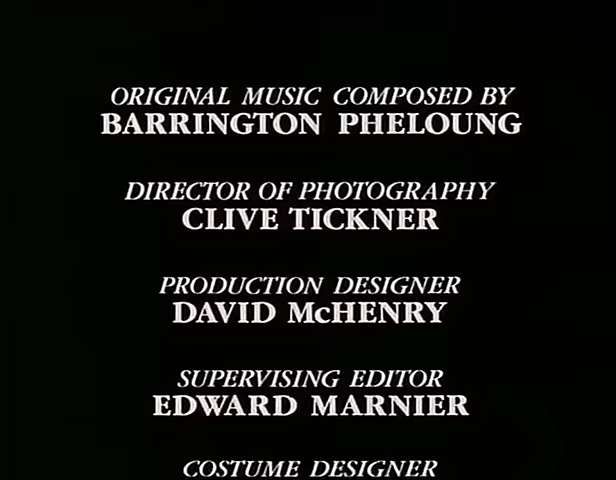 ORIGINAL MUSIC COMPOSED BY
BARRINGTON PHELOUNG
DIRECTOR OF PHOTOGRAPHY
CLIVE TICKNER
PRODUCTION DESIGNER
DAVID McHENRY
SUPERVISING EDITOR
EDWARD MARNIER
COSTUME DESIGNER